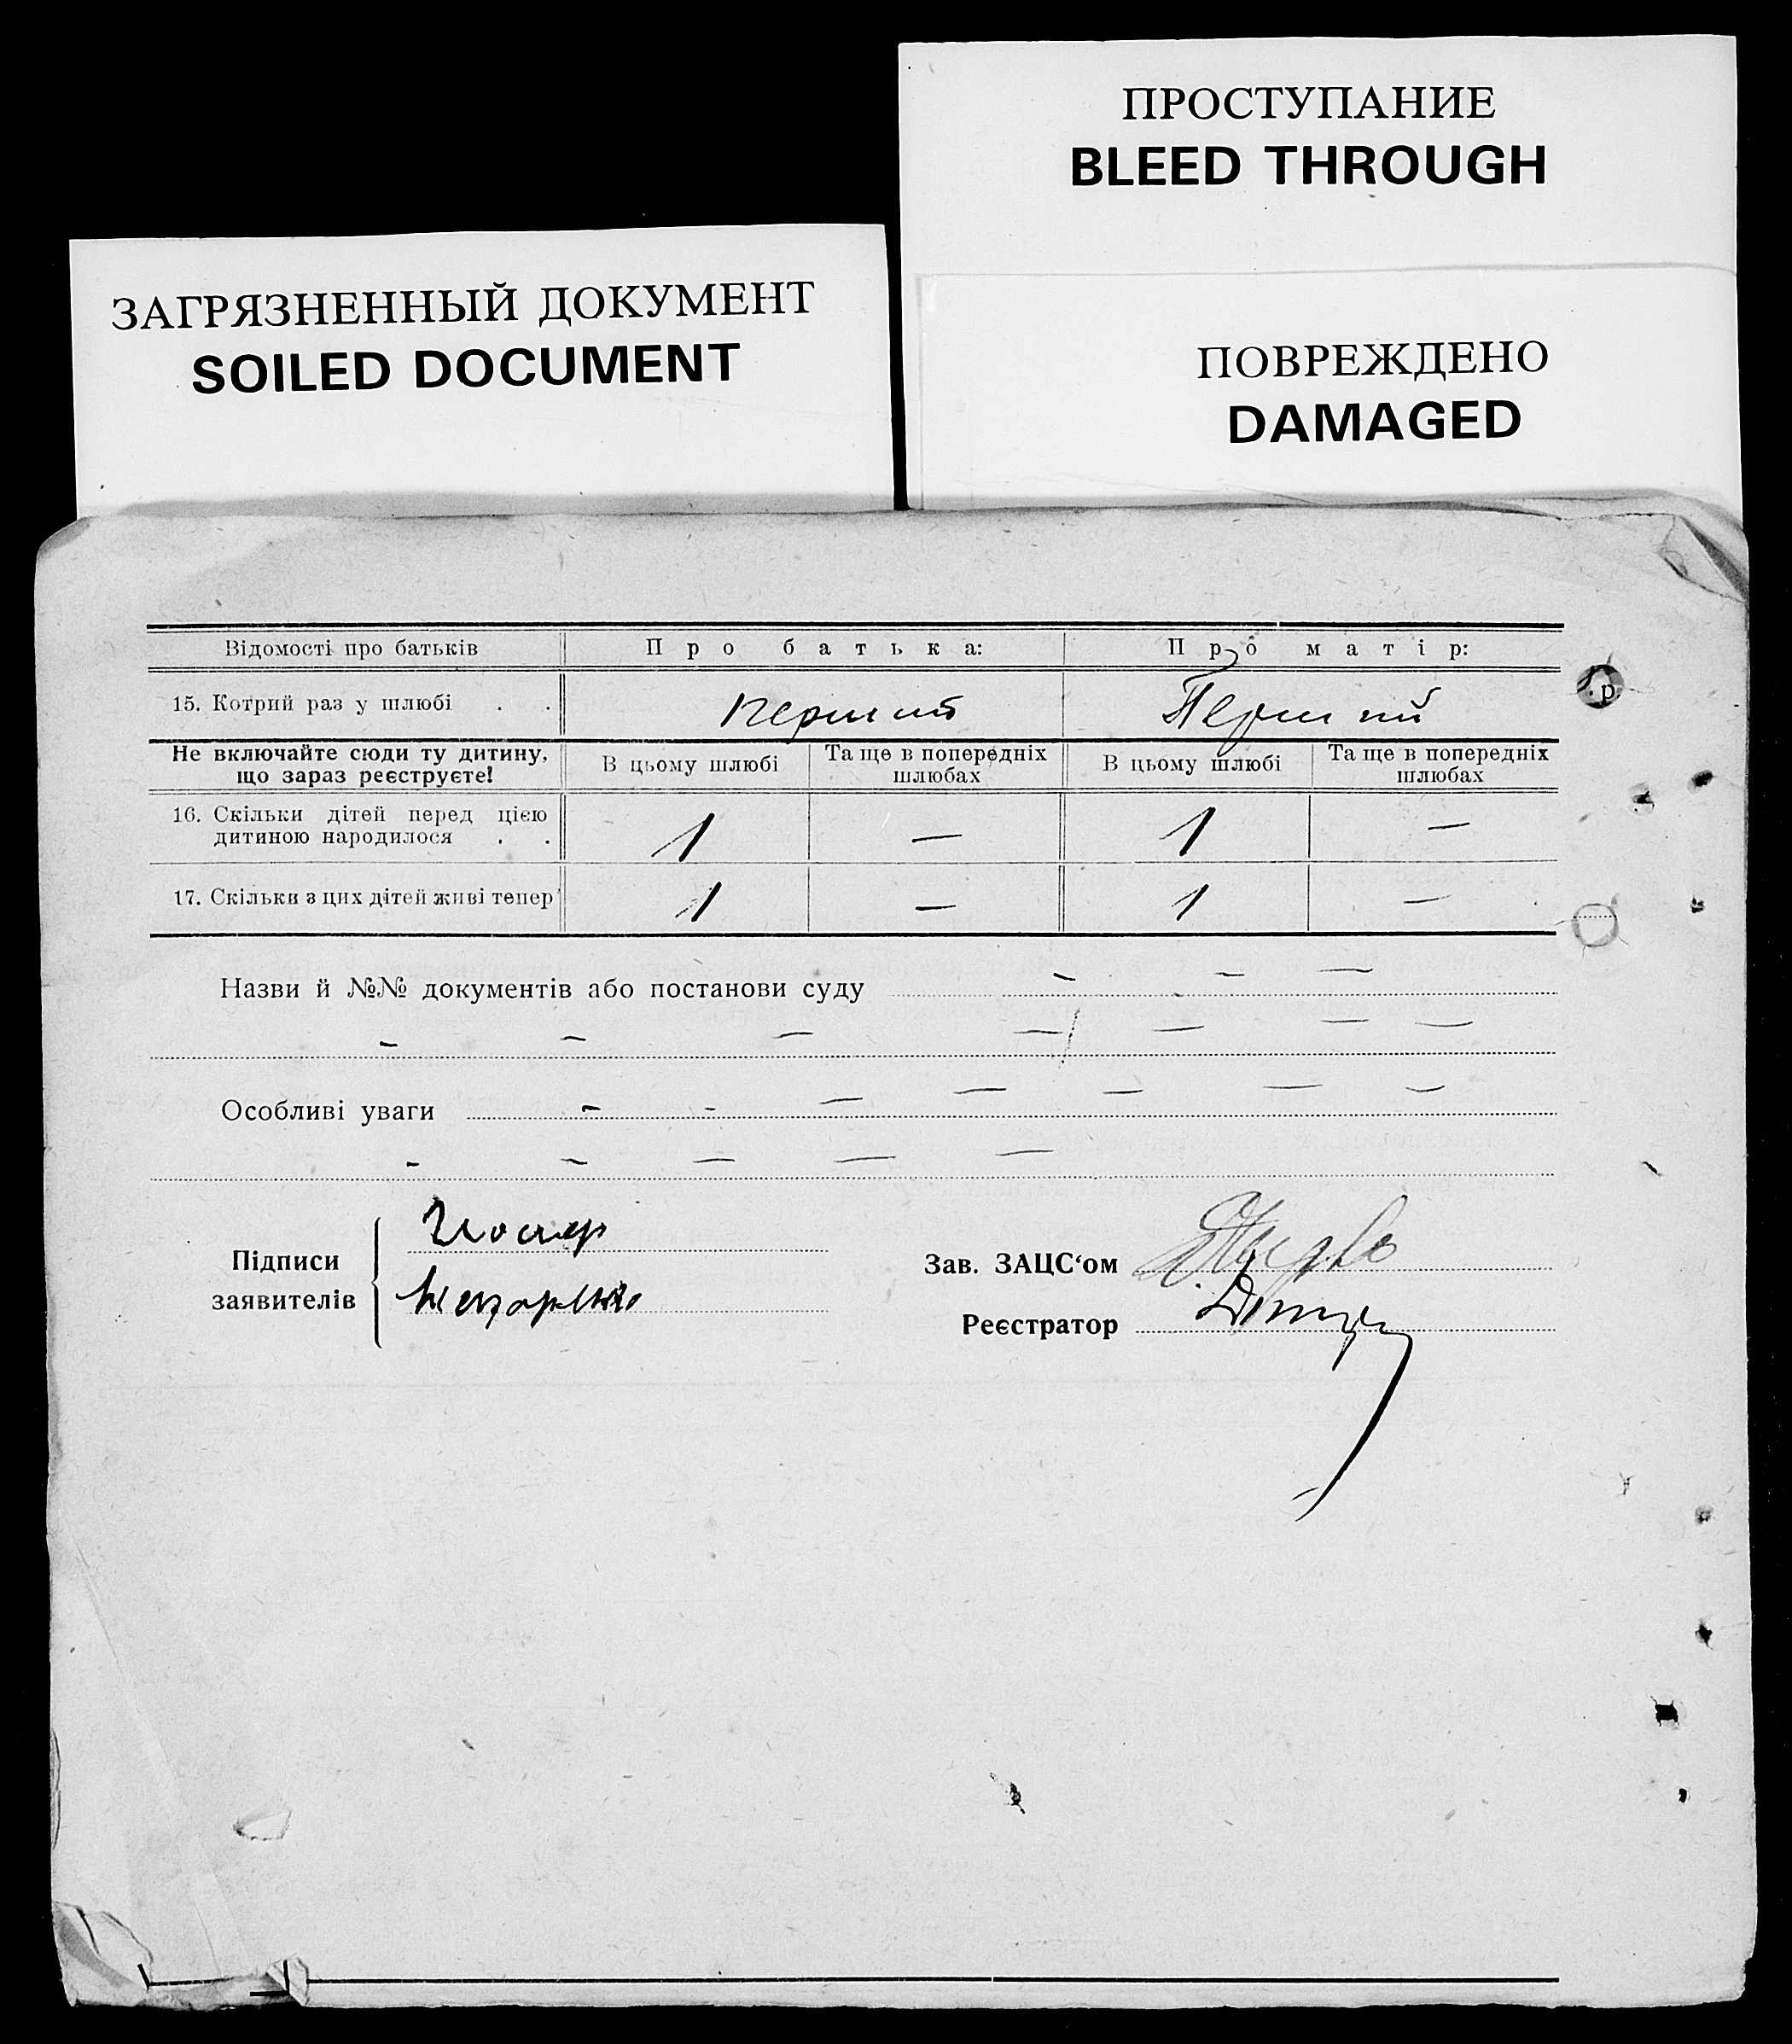 ПРОСТУПАНИЕ
BLEED THROUGH
ЗАГРЯЗНЕННЫЙ ДОКУМЕНТ
SOILED DOCUMENT
ПОВРЕЖДЕНО
DAMAGED
Відомості про батьків Про батька: Про матір:
15. Котрий раз у шлюбі . . перший Перший
р.
Не включайте сюди ту дитину, що зараз реєструєте!
В цьому шлюбі Та ще в попередніх шлюбах В цьому шлюбі Та ще в попередніх шлюбах
16. Скільки дітей перед цією
дитиною народилося . . 1 — 1 —
17. Скільки з цих дітей живі тепер 1 — 1 —
Назви й №№ документів або постанови суду — — —
— — — — — — —
Особливі уваги — — — — — — —
— — — — —
Підписи
заявителів
Зав. ЗАЦС‘ом
Реєстратор